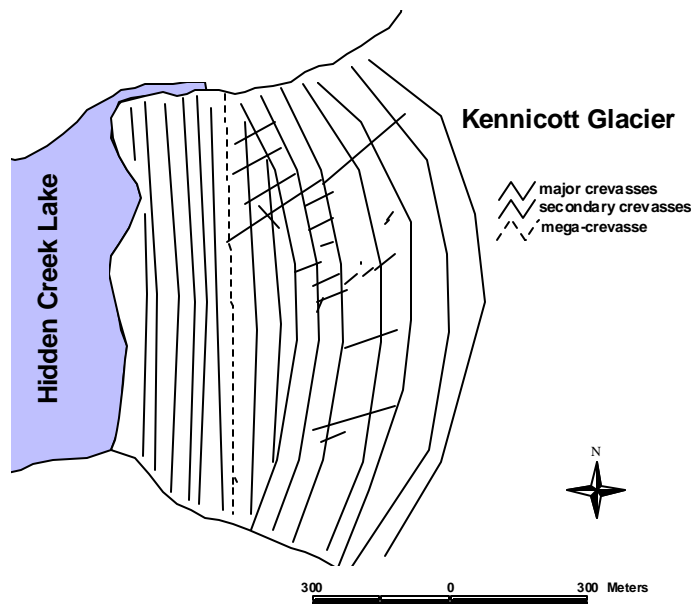 Kennicott Glacier
major crevasses
secondary crevasses
mega-crevasse
Hidden Creek Lake
N
300 0 300 Meters